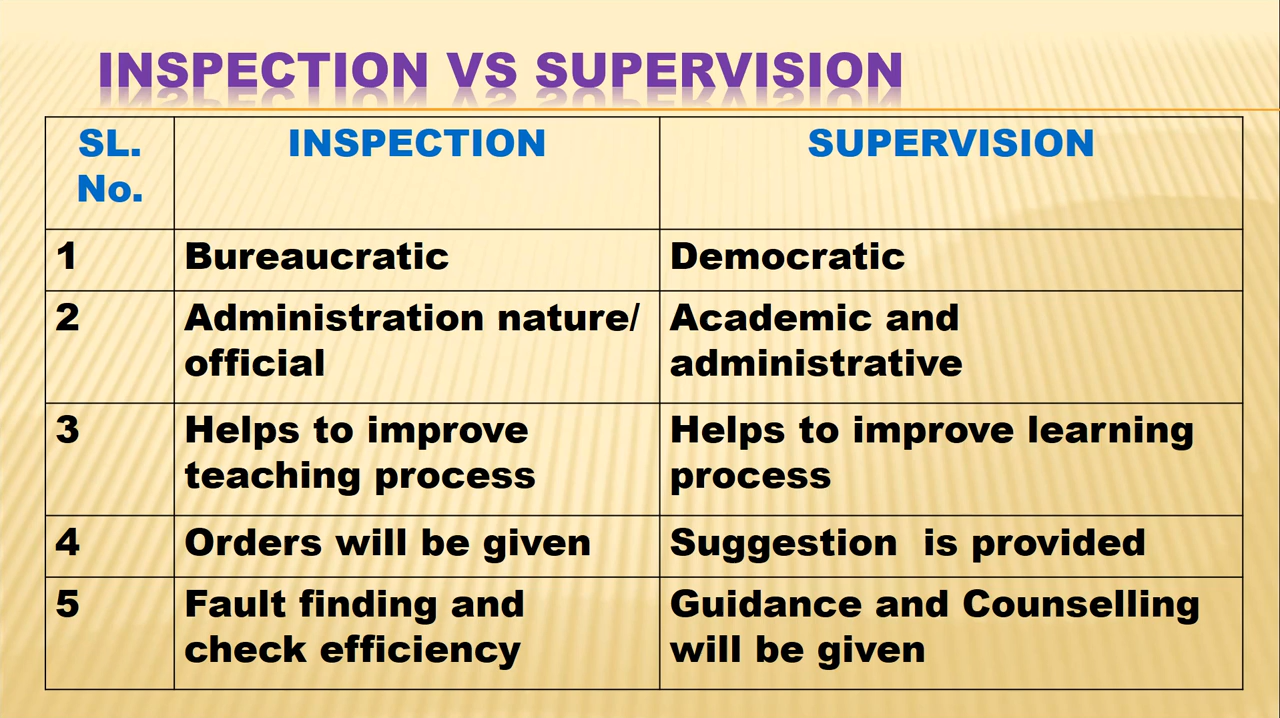 INSPECTION VS SUPERVISION
SL. No.
INSPECTION
SUPERVISION
1
Bureaucratic
Democratic
2
Administration nature/
official
Academic and
administrative
3
Helps to improve
teaching process
Helps to improve learning
process
4
Orders will be given
Suggestion  is provided
5
Fault finding and
check efficiency
Guidance and Counselling
will be given